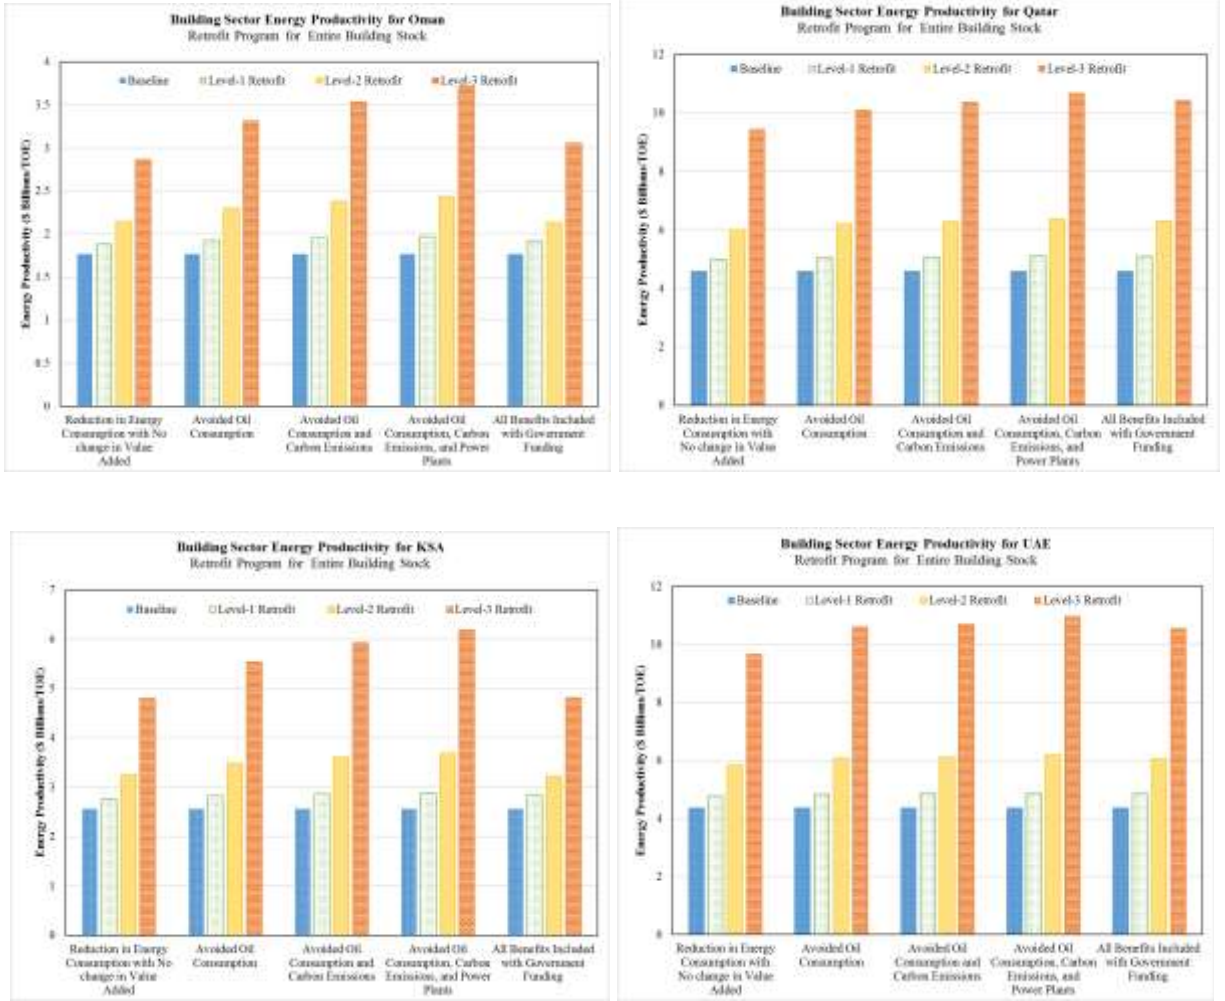 Building Sector Energy Productivity for Oman
Retrofit Program for Entire Building Stock
Baseline Level-1 Retrofit Level-2 Retrofit Level-3 Retrofit
Energy Productivity ($ Billions/TOE)
4
3.5
3
2.5
2
1.5
1
0.5
0
Reduction in Energy
Consumption with No
change in Value
Added
Avoided Oil
Consumption
Avoided Oil
Consumption and
Carbon Emissions
Avoided Oil
Consumption, Carbon
Emissions, and Power
Plants
All Benefits Included
with Government
Funding
Building Sector Energy Productivity for Qatar
Retrofit Program for Entire Building Stock
Baseline Level-1 Retrofit Level-2 Retrofit Level-3 Retrofit
Energy Productivity ($ Billions/TOE)
12
10
8
6
4
2
0
Reduction in Energy
Consumption with
No change in Value
Added
Avoided Oil
Consumption
Avoided Oil
Consumption and
Carbon Emissions
Avoided Oil
Consumption, Carbon
Emissions, and
Power Plants
All Benefits Included
with Government
Funding
Building Sector Energy Productivity for KSA
Retrofit Program for Entire Building Stock
Baseline Level-1 Retrofit Level-2 Retrofit Level-3 Retrofit
Energy Productivity ($ Billions/TOE)
7
6
5
4
3
2
1
0
Reduction in Energy
Consumption with No
change in Value
Added
Avoided Oil
Consumption
Avoided Oil
Consumption and
Carbon Emissions
Avoided Oil
Consumption, Carbon
Emissions, and Power
Plants
All Benefits Included
with Government
Funding
Building Sector Energy Productivity for UAE
Retrofit Program for Entire Building Stock
Baseline Level-1 Retrofit Level-2 Retrofit Level-3 Retrofit
Energy Productivity ($ Billions/TOE)
12
10
8
6
4
2
0
Reduction in Energy
Consumption with
No change in Value
Added
Avoided Oil
Consumption
Avoided Oil
Consumption and
Carbon Emissions
Avoided Oil
Consumption, Carbon
Emissions, and
Power Plants
All Benefits Included
with Government
Funding